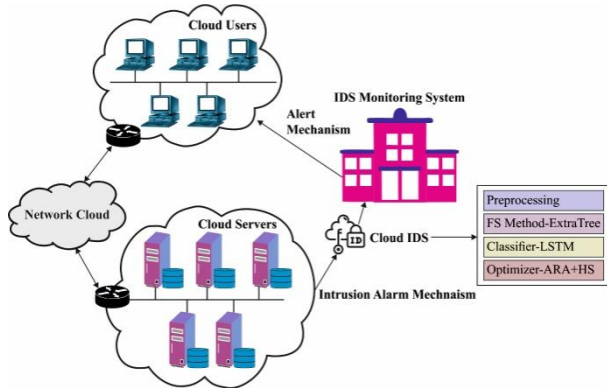 Cloud Users
IDS Monitoring System
Alert
Mechanism
Network Cloud
Cloud Servers
ID
Cloud IDS
Intrusion Alarm Mechnaism
Preprocessing
FS Method-ExtraTree
Classifier-LSTM
Optimizer-ARA+HS